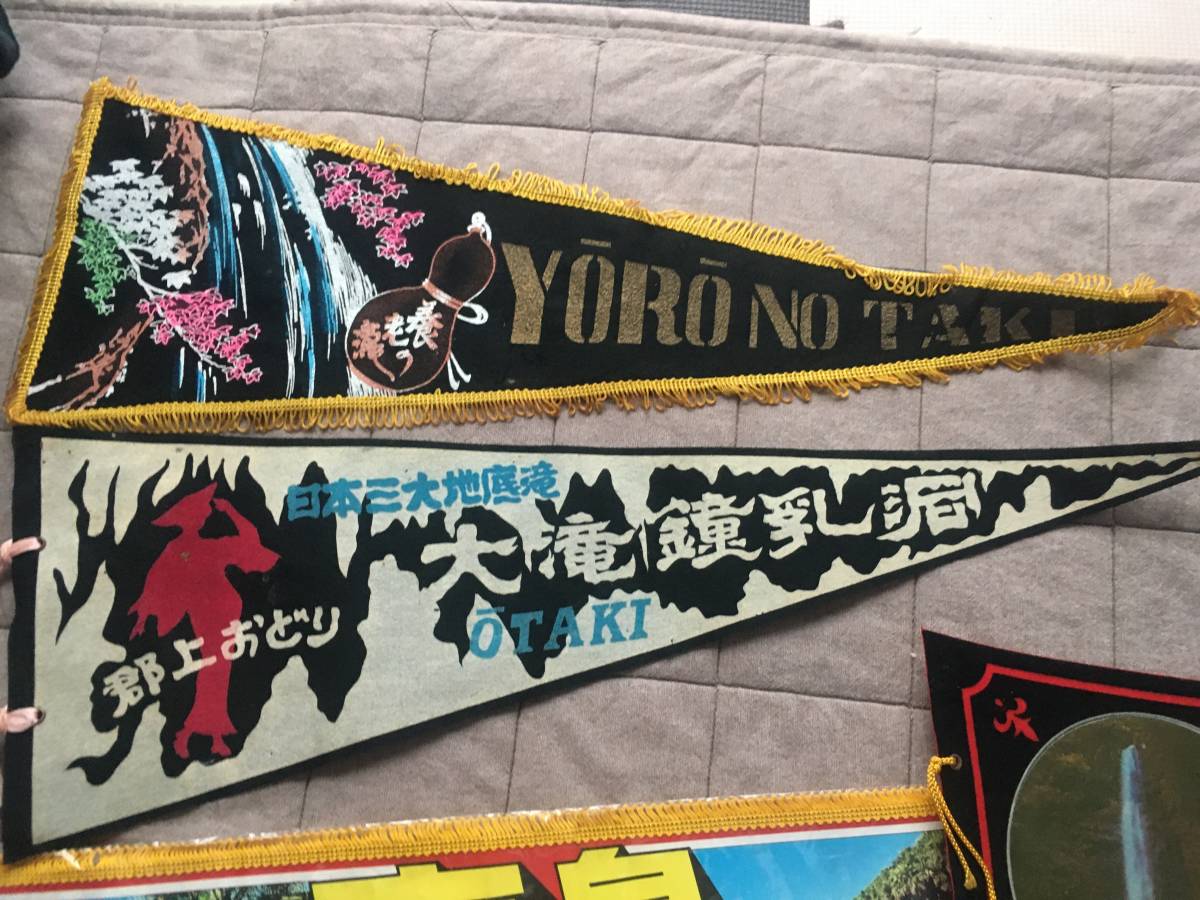 養老の
滝
YŌRŌ NO TAKI
日本三大地底滝
大滝鍾乳洞
ŌTAKI
郡上おどり